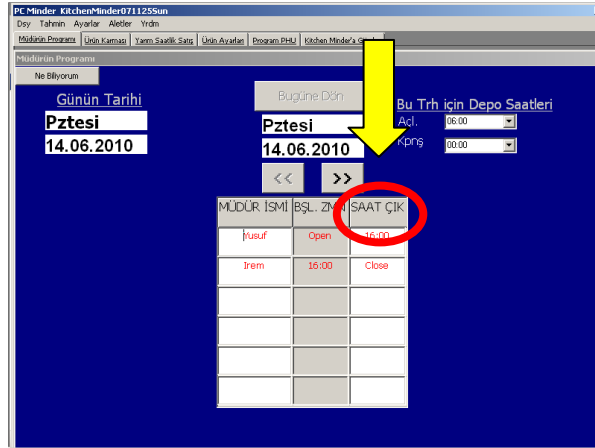 PC Minder KitchenMinder071125Sun
Dsy Tahmin Ayarlar Aletler Yrdm
Müdürün Programı Ürün Karması Yarım Saatlik Satış Ürün Ayarları Program PHU Kitchen Minder'a
Müdürün Programı
Ne Biliyorum
Günün Tarihi
Pztesi
14.06.2010
Bugüne Dön
Pztesi
14.06.2010
<< >>
Bu Trh için Depo Saatleri
Açl. 06:00
Kpnş 00:00
MÜDÜR İSMİ BŞL. ZMN SAAT ÇIK
Yusuf Open 16:00
Irem 16:00 Close